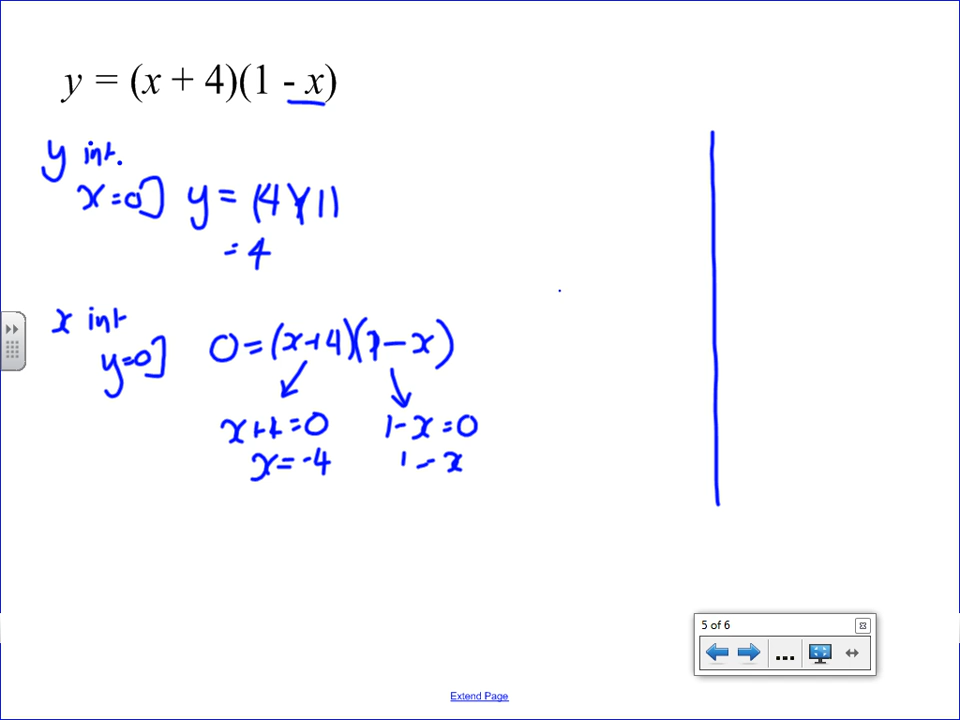 y = (x + 4)(1 - x)
y int.
x=0] y = (4)(1)
= 4
x int
y=0] 0=(x+4)(1-x)
x+4=0 1-x=0
x=-4 1=x
5 of 6
...
Extend Page